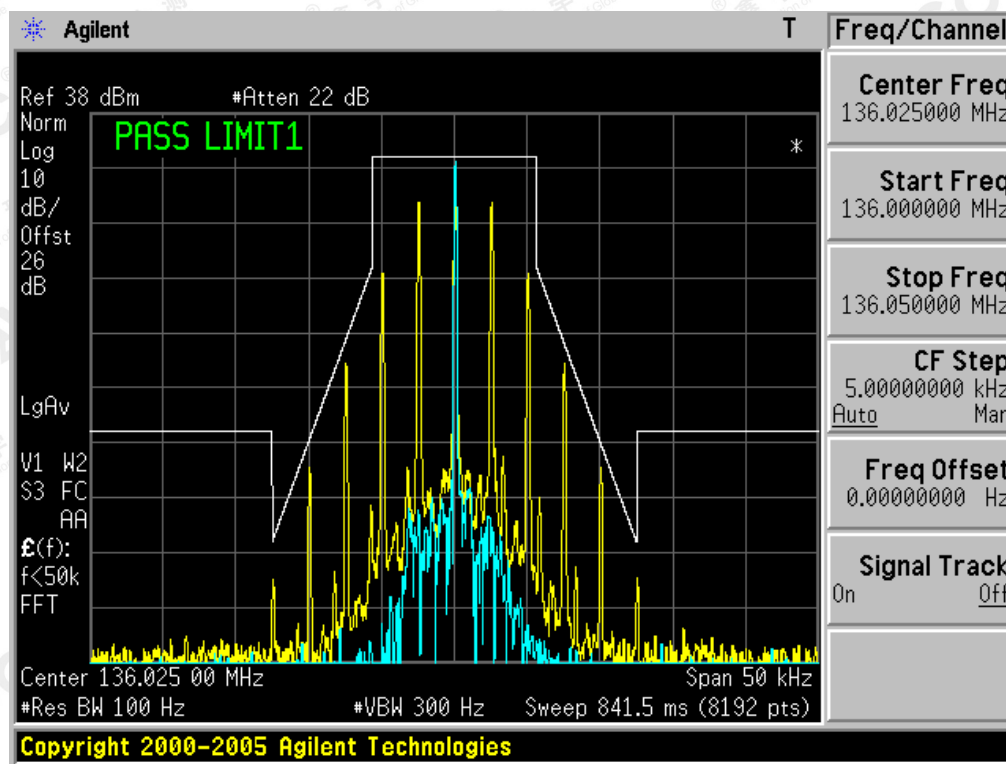 Agilent T
Freq/Channel
Ref 38 dBm #Atten 22 dB
Norm
Log
10
dB/
Offst
26
dB
PASS LIMIT1
*
LgAv
V1 W2
S3 FC
AA
£(f):
f<50k
FFT
Center 136.025 00 MHz Span 50 kHz
#Res BW 100 Hz #VBW 300 Hz Sweep 841.5 ms (8192 pts)
Copyright 2000-2005 Agilent Technologies
Center Freq
136.025000 MHz
Start Freq
136.000000 MHz
Stop Freq
136.050000 MHz
CF Step
5.00000000 kHz
Auto Man
Freq Offset
0.00000000 Hz
Signal Track
On Off